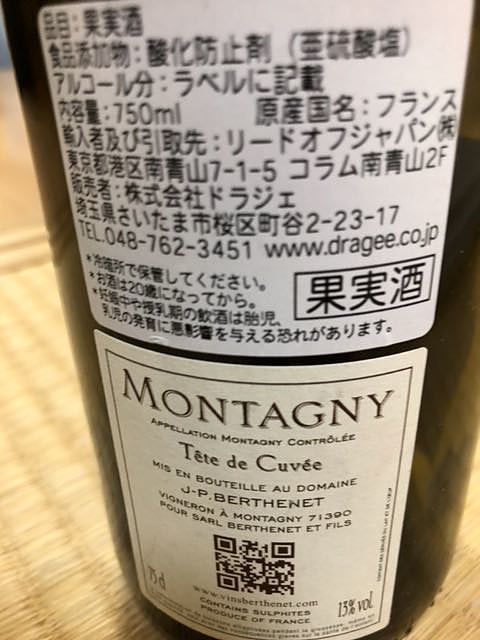 品目:果実酒
食品添加物:酸化防止剤(亜硫酸塩)
アルコール分:ラベルに記載
内容量:750ml 原産国名:フランス
輸入者及び引取先:リードオフジャパン㈱
東京都港区南青山7-1-5 コラム南青山2F
販売者:株式会社ドラジェ
埼玉県さいたま市桜区町谷2-23-17
TEL.048-762-3451 www.dragee.co.jp
*冷暗所で保管してください。
*お酒は20歳になってから。
*妊娠中や授乳期の飲酒は胎児、
乳児の発育に悪影響を与える恐れがあります。
果実酒
MONTAGNY
APPELLATION MONTAGNY CONTRÔLÉE
Tête de Cuvée
MIS EN BOUTEILLE AU DOMAINE
J-P.BERTHENET
VIGNERON À MONTAGNY 71390
POUR SARL BERTHENET ET FILS
www.vinsberthenet.com
75cl
CONTAINS SULPHITES
13% vol.
PRODUCE OF FRANCE